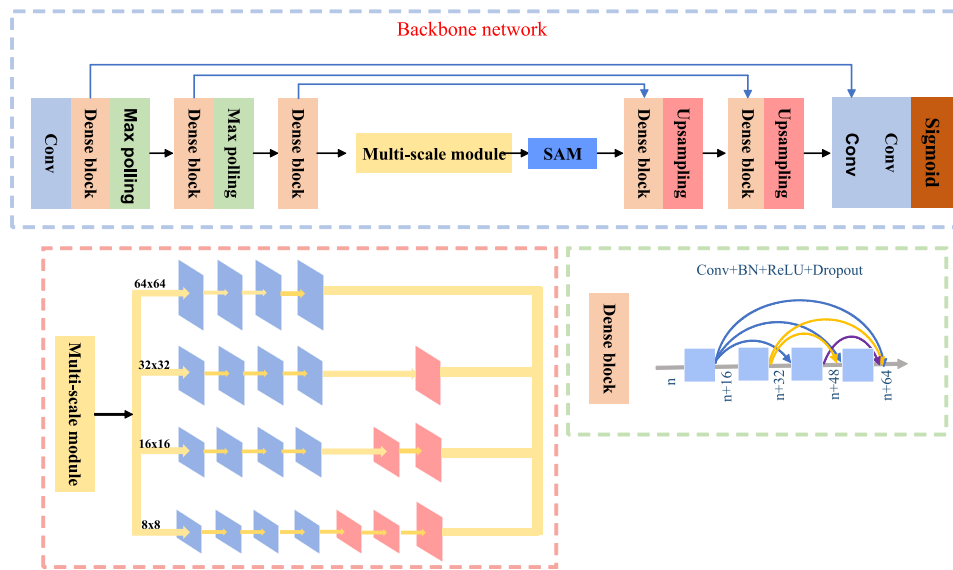 Backbone network
Conv
Dense block
Max polling
Dense block
Max polling
Dense block
Multi-scale module
SAM
Dense block
Upsampling
Dense block
Upsampling
Conv
Conv
Sigmoid
Multi-scale module
64x64
32x32
16x16
8x8
Dense block
Conv+BN+ReLU+Dropout
n
n+16
n+32
n+48
n+64